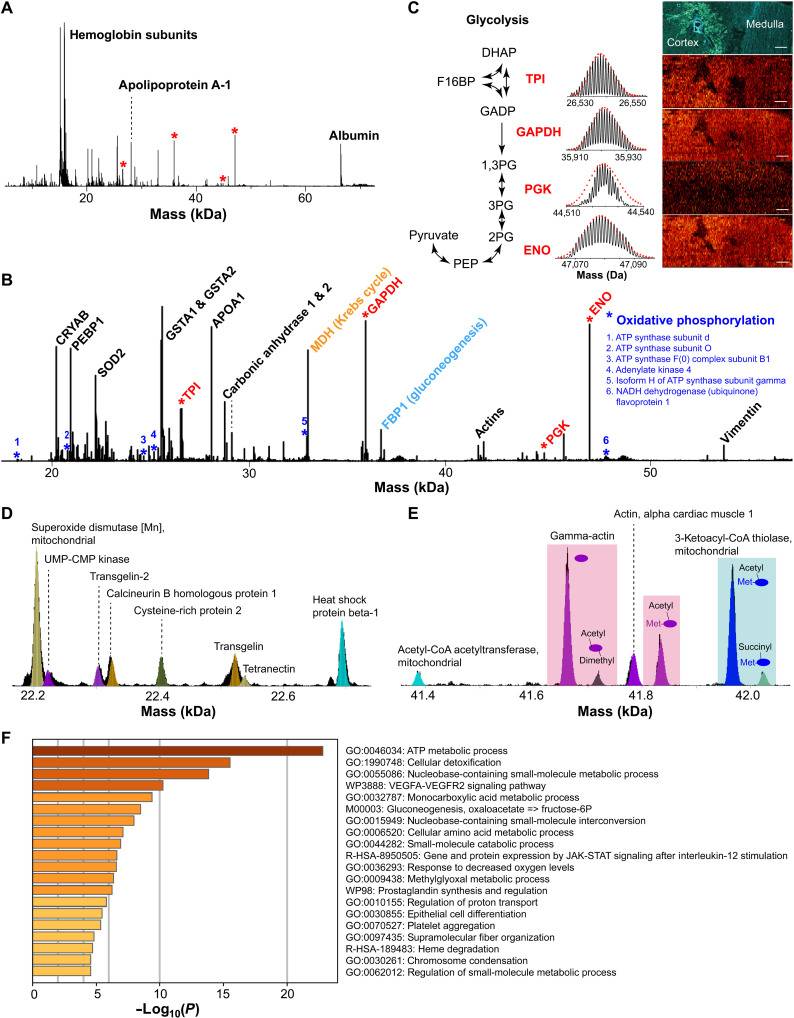 A
Hemoglobin subunits
Apolipoprotein A-1
Albumin
*
*
*
*
20
40
60
Mass (kDa)
C
Glycolysis
DHAP
F16BP
GADP
1,3PG
3PG
2PG
Pyruvate
PEP
TPI
GAPDH
PGK
ENO
26,530
26,550
35,910
35,930
44,510
44,540
47,070
47,090
Mass (Da)
Cortex
Medulla
B
CRYAB
PEBP1
SOD2
GSTA1 & GSTA2
*TPI
APOA1
Carbonic anhydrase 1 & 2
MDH (Krebs cycle)
*GAPDH
FBP1 (gluconeogenesis)
Actins
*PGK
*ENO
Vimentin
* Oxidative phosphorylation
1. ATP synthase subunit d
2. ATP synthase subunit O
3. ATP synthase F(0) complex subunit B1
4. Adenylate kinase 4
5. Isoform H of ATP synthase subunit gamma
6. NADH dehydrogenase (ubiquinone)
flavoprotein 1
1
*
2
*
3
*
4
*
5
*
6
*
20
30
40
50
Mass (kDa)
D
Superoxide dismutase [Mn],
mitochondrial
UMP-CMP kinase
Transgelin-2
Calcineurin B homologous protein 1
Cysteine-rich protein 2
Transgelin
Tetranectin
Heat shock
protein beta-1
22.2
22.4
22.6
Mass (kDa)
E
Actin, alpha cardiac muscle 1
Gamma-actin
3-Ketoacyl-CoA thiolase,
mitochondrial
Acetyl
Met-
Acetyl
Met-
Acetyl
Dimethyl
Succinyl
Met-
Acetyl-CoA acetyltransferase,
mitochondrial
41.4
41.6
41.8
42.0
Mass (kDa)
F
GO:0046034: ATP metabolic process
GO:1990748: Cellular detoxification
GO:0055086: Nucleobase-containing small-molecule metabolic process
WP3888: VEGFA-VEGFR2 signaling pathway
GO:0032787: Monocarboxylic acid metabolic process
M00003: Gluconeogenesis, oxaloacetate => fructose-6P
GO:0015949: Nucleobase-containing small-molecule interconversion
GO:0006520: Cellular amino acid metabolic process
GO:0044282: Small-molecule catabolic process
R-HSA-8950505: Gene and protein expression by JAK-STAT signaling after interleukin-12 stimulation
GO:0036293: Response to decreased oxygen levels
GO:0009438: Methylglyoxal metabolic process
WP98: Prostaglandin synthesis and regulation
GO:0010155: Regulation of proton transport
GO:0030855: Epithelial cell differentiation
GO:0070527: Platelet aggregation
GO:0097435: Supramolecular fiber organization
R-HSA-189483: Heme degradation
GO:0030261: Chromosome condensation
GO:0062012: Regulation of small-molecule metabolic process
0
5
10
15
20
–Log10(P)